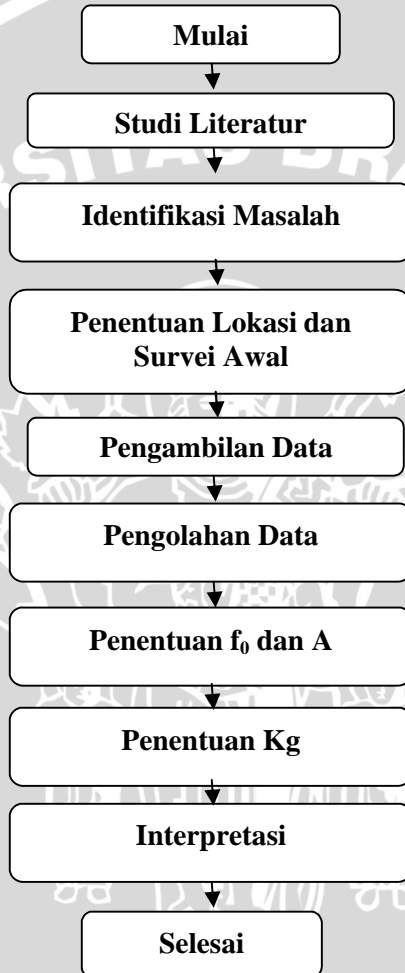 Mulai
Studi Literatur
Identifikasi Masalah
Penentuan Lokasi dan
Survei Awal
Pengambilan Data
Pengolahan Data
Penentuan f₀ dan A
Penentuan Kg
Interpretasi
Selesai